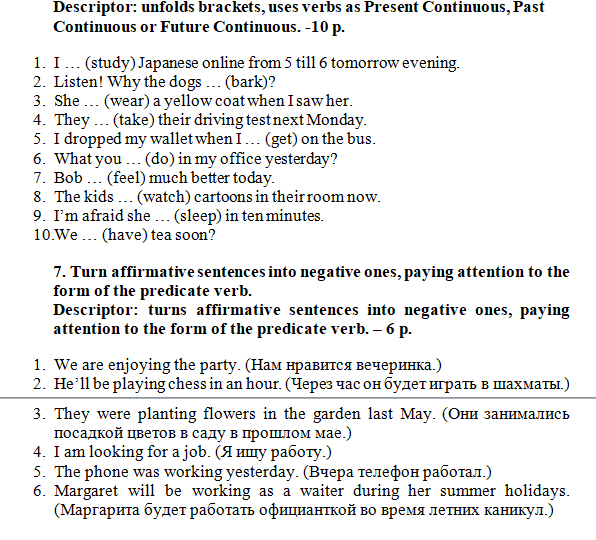 Descriptor: unfolds brackets, uses verbs as Present Continuous, Past
Continuous or Future Continuous. -10 p.
1. I … (study) Japanese online from 5 till 6 tomorrow evening.
2. Listen! Why the dogs … (bark)?
3. She … (wear) a yellow coat when I saw her.
4. They … (take) their driving test next Monday.
5. I dropped my wallet when I … (get) on the bus.
6. What you … (do) in my office yesterday?
7. Bob … (feel) much better today.
8. The kids … (watch) cartoons in their room now.
9. I’m afraid she … (sleep) in ten minutes.
10.We … (have) tea soon?
7. Turn affirmative sentences into negative ones, paying attention to the
form of the predicate verb.
Descriptor: turns affirmative sentences into negative ones, paying
attention to the form of the predicate verb. – 6 p.
1. We are enjoying the party. (Нам нравится вечеринка.)
2. He’ll be playing chess in an hour. (Через час он будет играть в шахматы.)
3. They were planting flowers in the garden last May. (Они занимались
посадкой цветов в саду в прошлом мае.)
4. I am looking for a job. (Я ищу работу.)
5. The phone was working yesterday. (Вчера телефон работал.)
6. Margaret will be working as a waiter during her summer holidays.
(Маргарита будет работать официанткой во время летних каникул.)